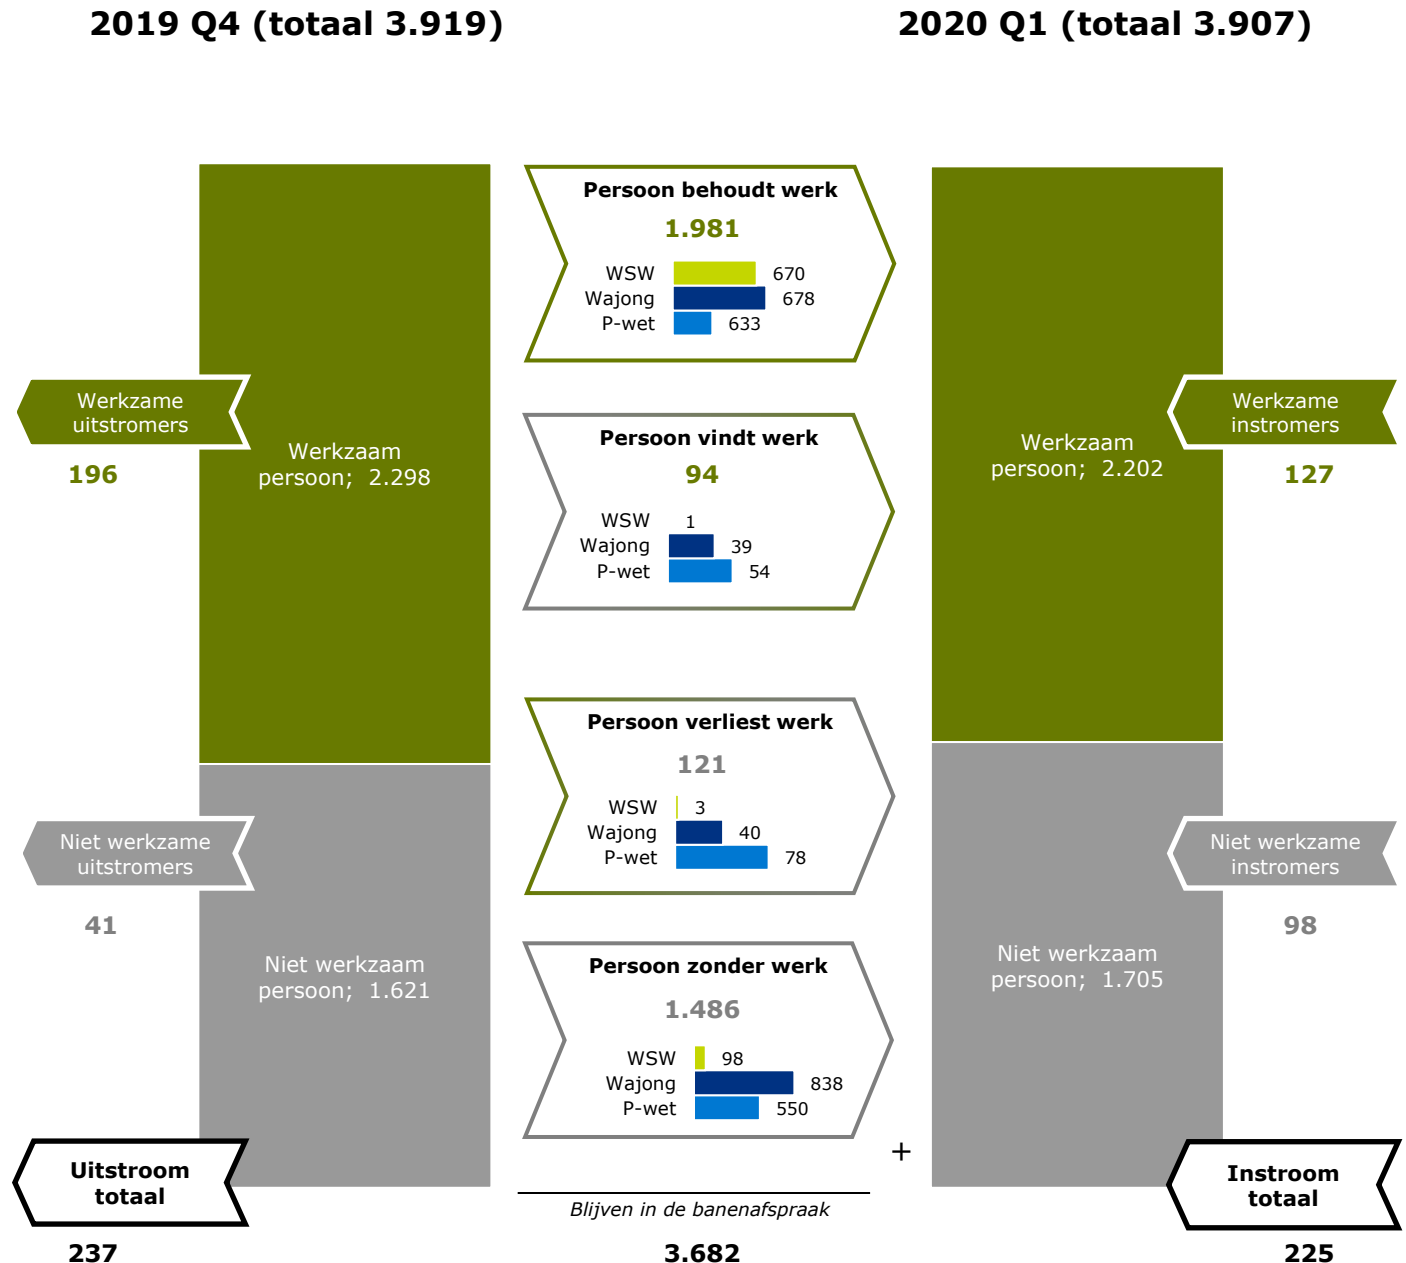 2019 Q4 (totaal 3.919)
2020 Q1 (totaal 3.907)
Werkzame
uitstromers
196
Werkzaam
persoon; 2.298
Niet werkzame
uitstromers
41
Niet werkzaam
persoon; 1.621
Uitstroom
totaal
237
Persoon behoudt werk
1.981
WSW 670
Wajong 678
P-wet 633
Persoon vindt werk
94
WSW 1
Wajong 39
P-wet 54
Persoon verliest werk
121
WSW 3
Wajong 40
P-wet 78
Persoon zonder werk
1.486
WSW 98
Wajong 838
P-wet 550
+
Blijven in de banenafspraak
3.682
Werkzaam
persoon; 2.202
Werkzame
instromers
127
Niet werkzame
instromers
98
Niet werkzaam
persoon; 1.705
Instroom
totaal
225